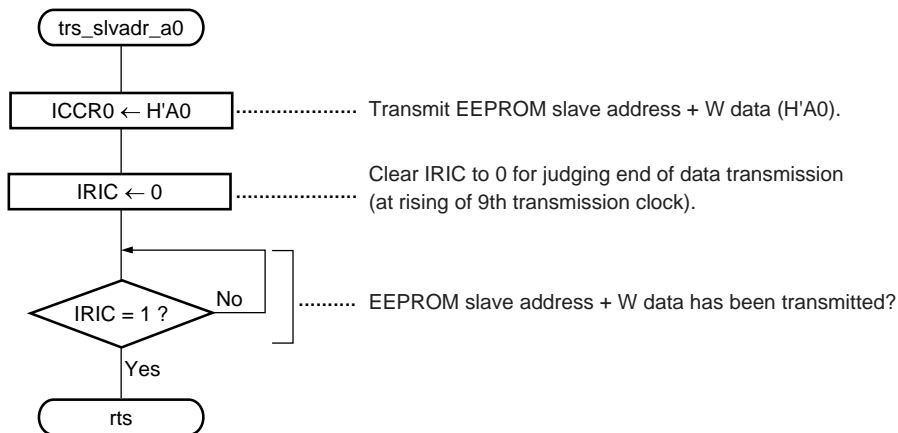 trs_slvadr_a0
ICCR0 ← H'A0
Transmit EEPROM slave address + W data (H'A0).
IRIC ← 0
Clear IRIC to 0 for judging end of data transmission
(at rising of 9th transmission clock).
IRIC = 1 ?
No
EEPROM slave address + W data has been transmitted?
Yes
rts